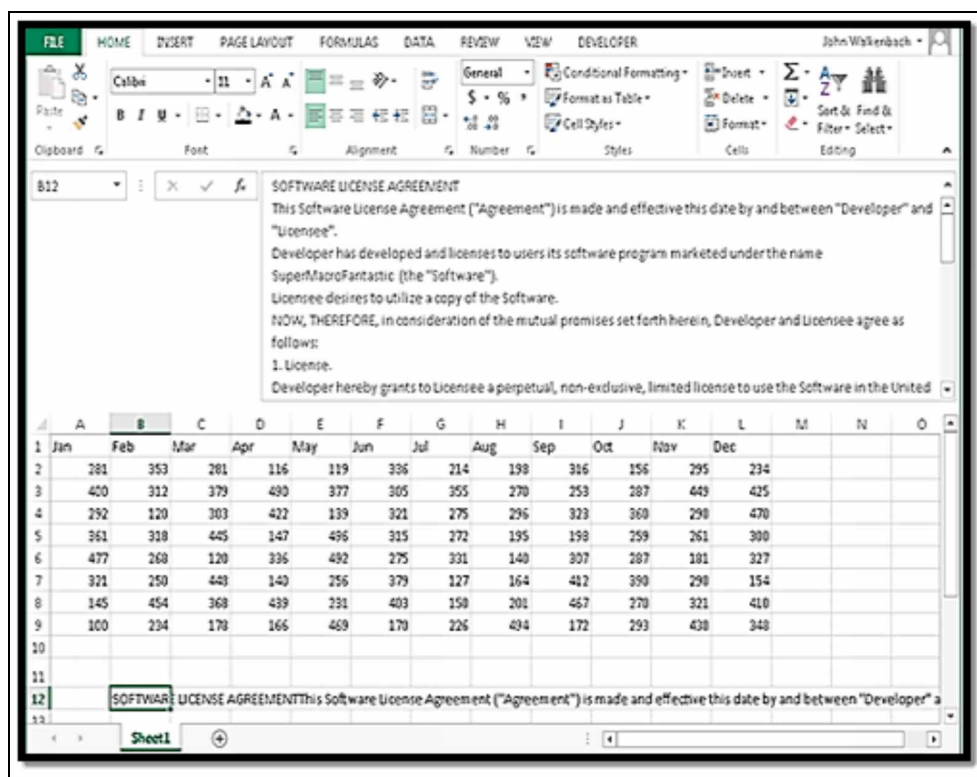 FILE HOME INSERT PAGE LAYOUT FORMULAS DATA REVIEW VIEW DEVELOPER John Walkenbach
Calibri 11 General Conditional Formatting Insert
Paste B I U A $ % Format as Table Delete Sort & Find &
Cell Styles Format Filter Select
Clipboard Font Alignment Number Styles Cells Editing
B12 fx SOFTWARE LICENSE AGREEMENT
This Software License Agreement ("Agreement") is made and effective this date by and between "Developer" and
"Licensee".
Developer has developed and licenses to users its software program marketed under the name
SuperMacroFantastic (the "Software").
Licensee desires to utilize a copy of the Software.
NOW, THEREFORE, in consideration of the mutual promises set forth herein, Developer and Licensee agree as
follows:
1. License.
Developer hereby grants to Licensee a perpetual, non-exclusive, limited license to use the Software in the United
A B C D E F G H I J K L M N O
1 Jan Feb Mar Apr May Jun Jul Aug Sep Oct Nov Dec
2 281 353 281 116 119 336 214 198 316 156 295 234
3 400 312 379 490 377 305 355 270 253 287 449 425
4 292 120 303 422 139 321 275 296 323 360 290 470
5 361 318 445 147 496 315 272 195 198 259 261 300
6 477 268 120 336 492 275 331 140 307 287 181 327
7 321 250 448 140 256 379 127 164 412 390 290 154
8 145 454 368 439 231 403 150 201 467 270 321 410
9 100 234 178 166 469 170 226 494 172 293 430 348
10
11
12 SOFTWARE LICENSE AGREEMENTThis Software License Agreement ("Agreement") is made and effective this date by and between "Developer" a
13
Sheet1